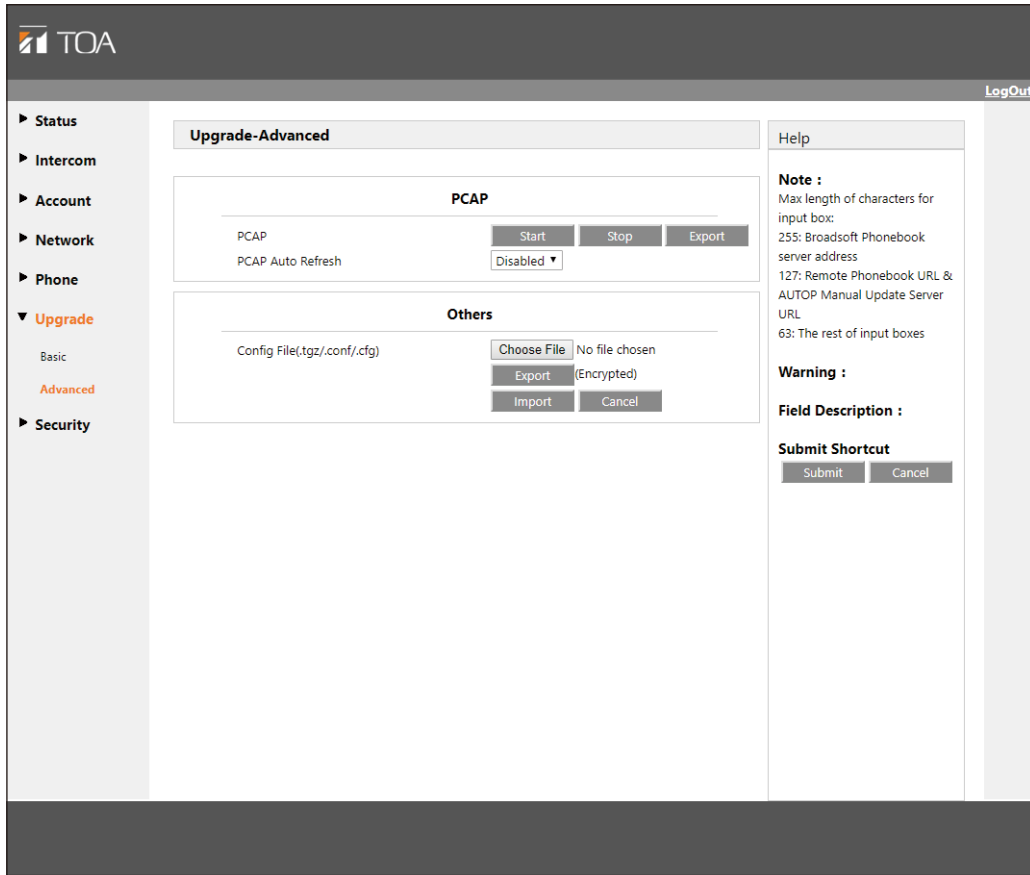 TOA
LogOut
Status
Intercom
Account
Network
Phone
Upgrade
Basic
Advanced
Security
Upgrade-Advanced
PCAP
PCAP Start Stop Export
PCAP Auto Refresh Disabled
Others
Config File(.tgz/.conf/.cfg) Choose File No file chosen
Export (Encrypted)
Import Cancel
Help
Note :
Max length of characters for
input box:
255: Broadsoft Phonebook
server address
127: Remote Phonebook URL &
AUTOP Manual Update Server
URL
63: The rest of input boxes
Warning :
Field Description :
Submit Shortcut
Submit Cancel